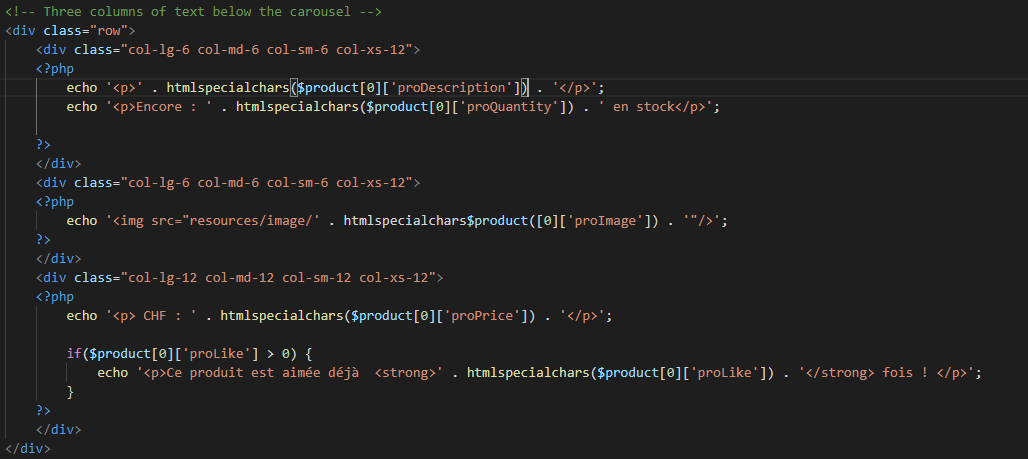 <!-- Three columns of text below the carousel -->
<div class="row">
    <div class="col-lg-6 col-md-6 col-sm-6 col-xs-12">
    <?php
        echo '<p>' . htmlspecialchars($product[0]['proDescription']) . '</p>';
        echo '<p>Encore : ' . htmlspecialchars($product[0]['proQuantity']) . ' en stock</p>';
    ?>
    </div>
    <div class="col-lg-6 col-md-6 col-sm-6 col-xs-12">
    <?php
        echo '<img src="resources/image/' . htmlspecialchars$product([0]['proImage']) . '"/>';
    ?>
    </div>
    <div class="col-lg-12 col-md-12 col-sm-12 col-xs-12">
    <?php
        echo '<p> CHF : ' . htmlspecialchars($product[0]['proPrice']) . '</p>';
        if($product[0]['proLike'] > 0) {
            echo '<p>Ce produit est aimée déjà  <strong>' . htmlspecialchars($product[0]['proLike']) . '</strong> fois ! </p>';
        }
    ?>
    </div>
</div>